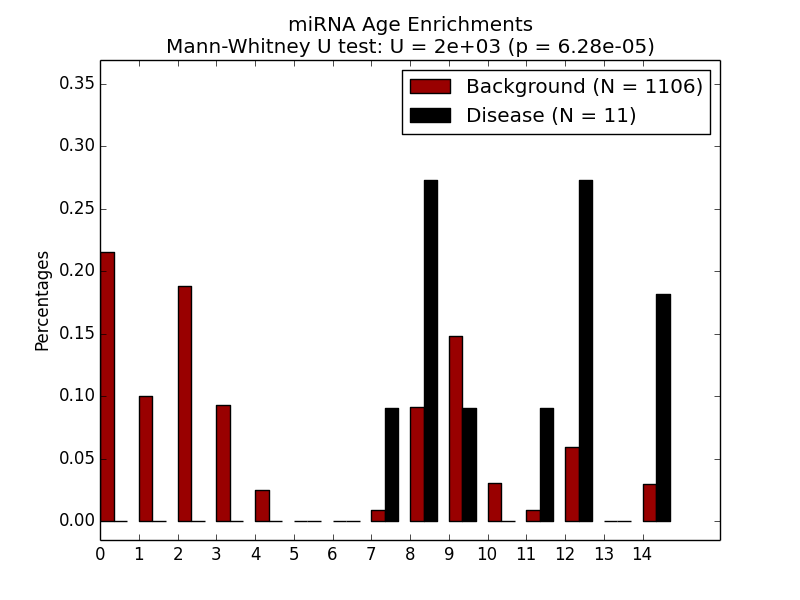 miRNA Age Enrichments
Mann-Whitney U test: U = 2e+03 (p = 6.28e-05)
Background (N = 1106)
Disease (N = 11)
Percentages
0.35
0.30
0.25
0.20
0.15
0.10
0.05
0.00
0 1 2 3 4 5 6 7 8 9 10 11 12 13 14